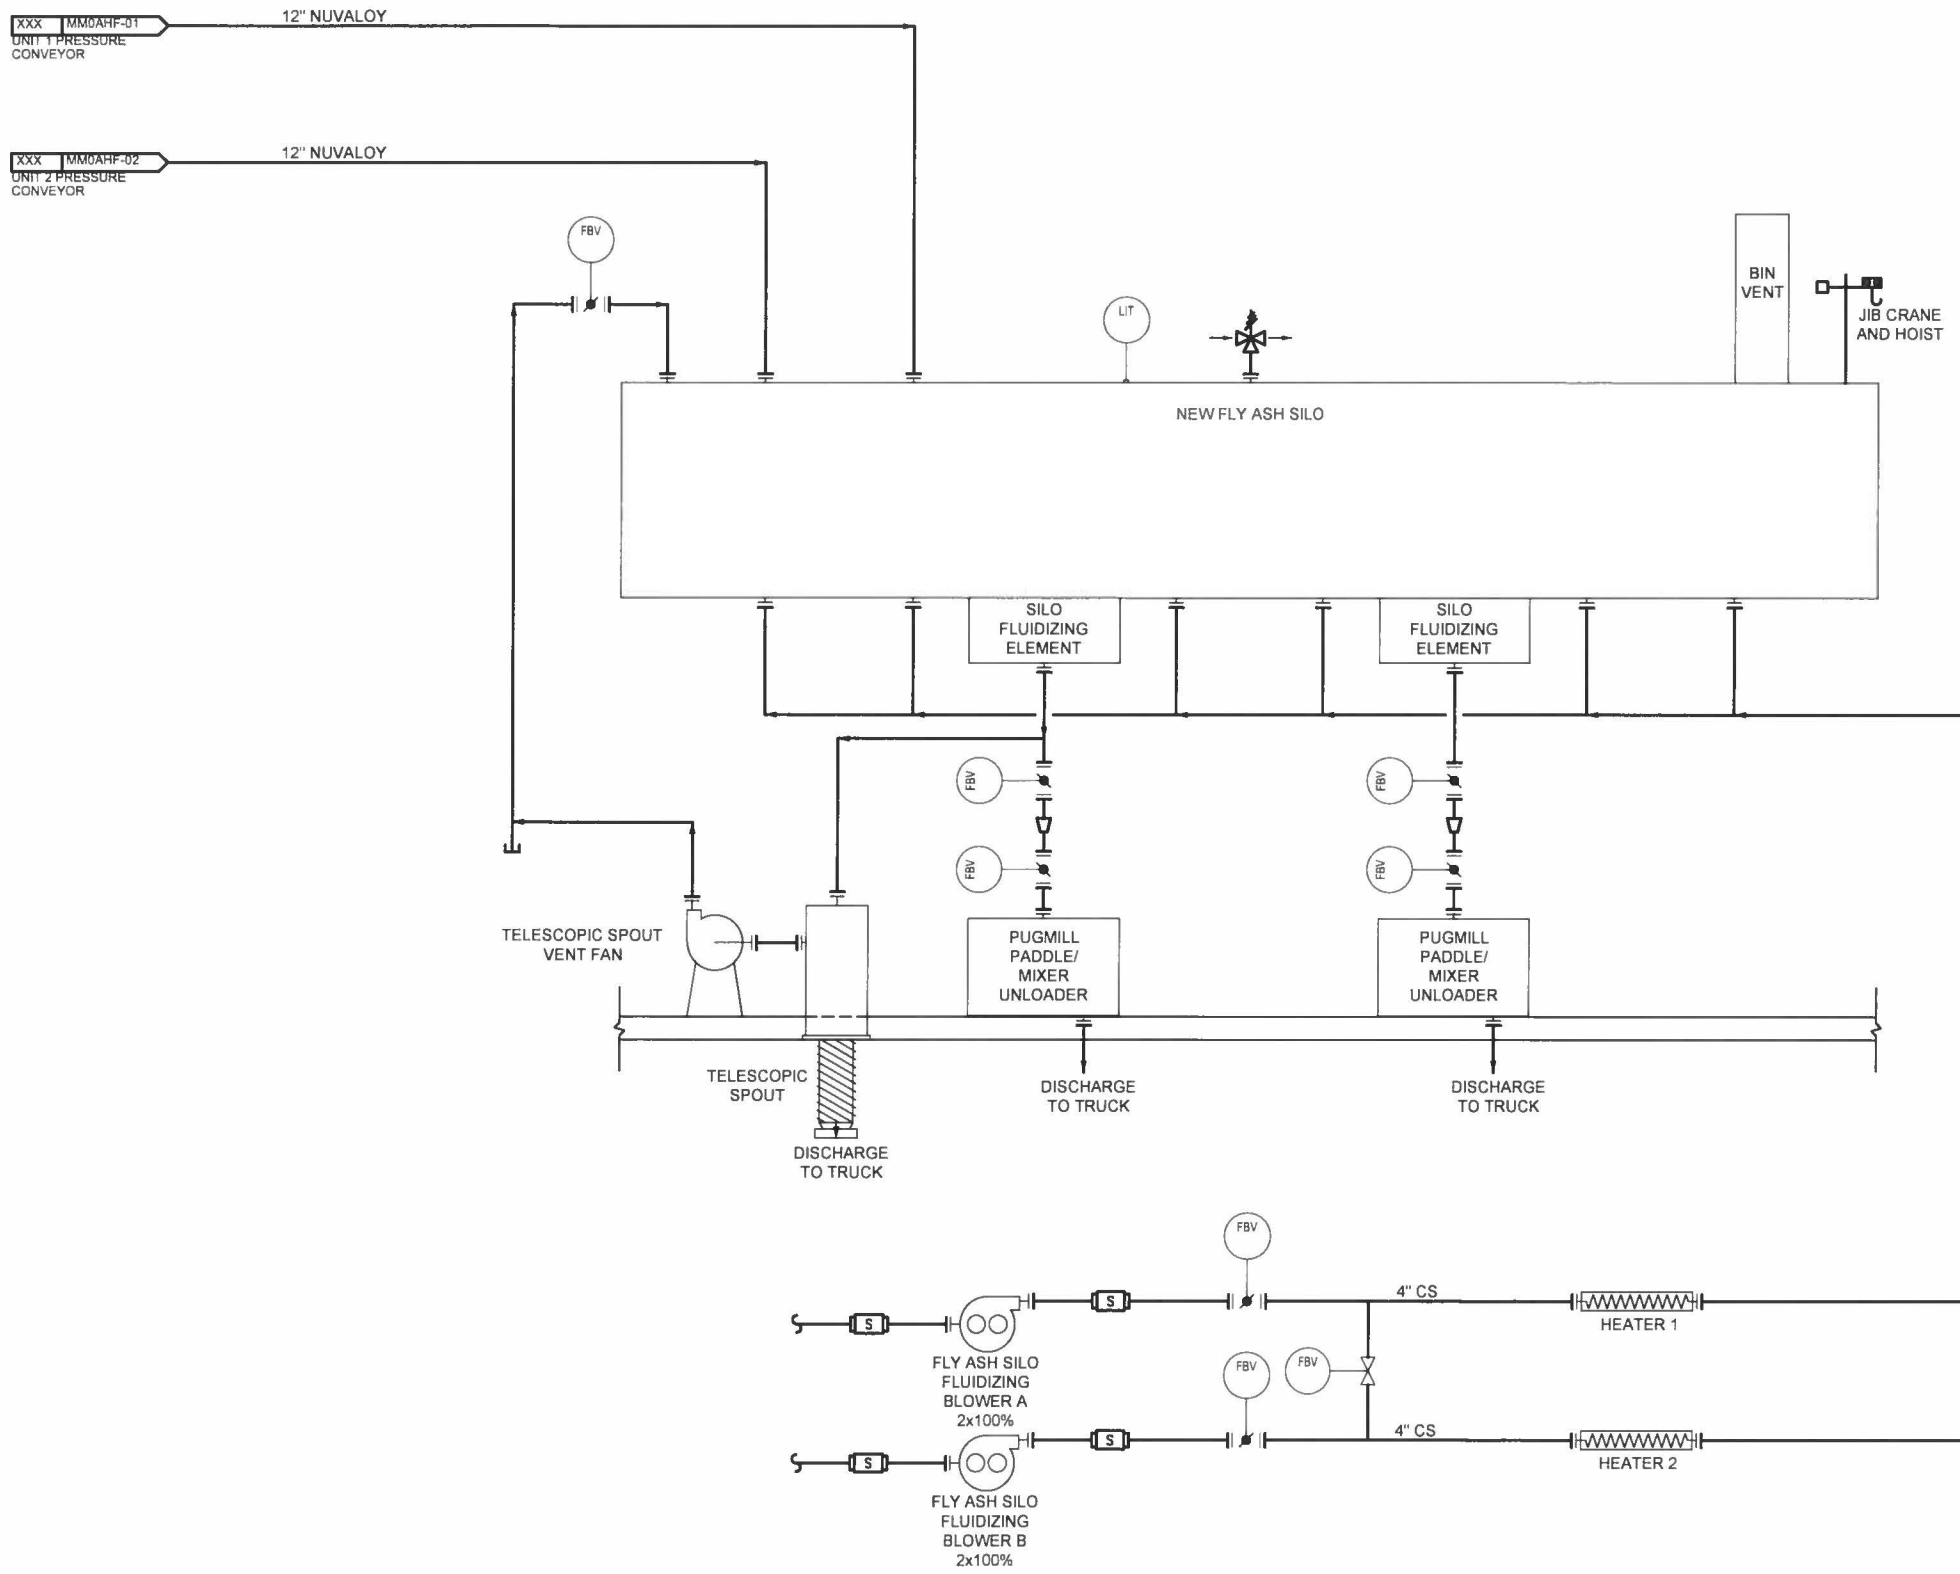 XXX MM0AHF-01
UNIT 1 PRESSURE
CONVEYOR
12" NUVALOY
XXX MM0AHF-02
UNIT 2 PRESSURE
CONVEYOR
12" NUVALOY
FBV
LIT
BIN
VENT
JIB CRANE
AND HOIST
NEW FLY ASH SILO
SILO
FLUIDIZING
ELEMENT
SILO
FLUIDIZING
ELEMENT
FBV
FBV
FBV
FBV
TELESCOPIC SPOUT
VENT FAN
PUGMILL
PADDLE/
MIXER
UNLOADER
PUGMILL
PADDLE/
MIXER
UNLOADER
TELESCOPIC
SPOUT
DISCHARGE
TO TRUCK
DISCHARGE
TO TRUCK
DISCHARGE
TO TRUCK
FBV
S
S
4" CS
HEATER 1
FLY ASH SILO
FLUIDIZING
BLOWER A
2x100%
FBV
FBV
S
S
4" CS
HEATER 2
FLY ASH SILO
FLUIDIZING
BLOWER B
2x100%